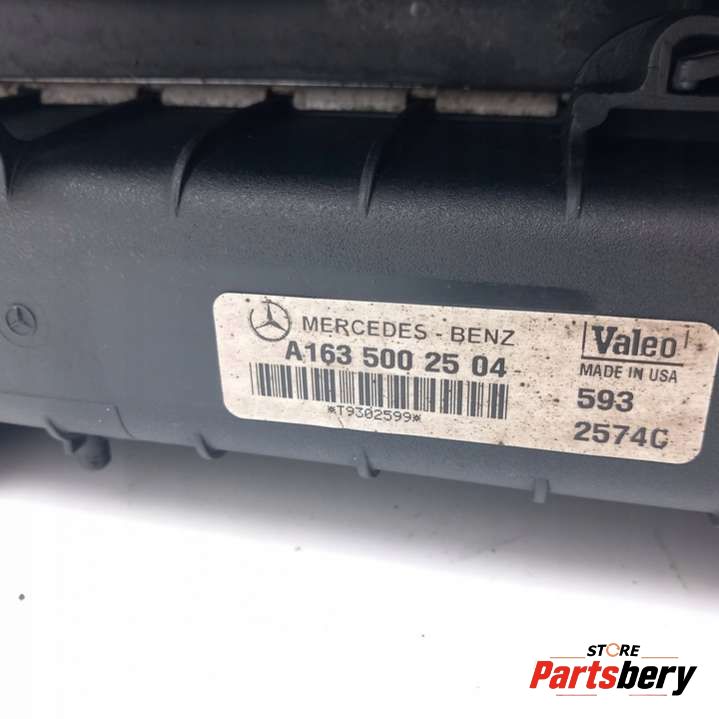 MERCEDES - BENZ
A163 500 25 04
*T9302599*
Valeo
MADE IN USA
593
2574C
STORE
Partsbery